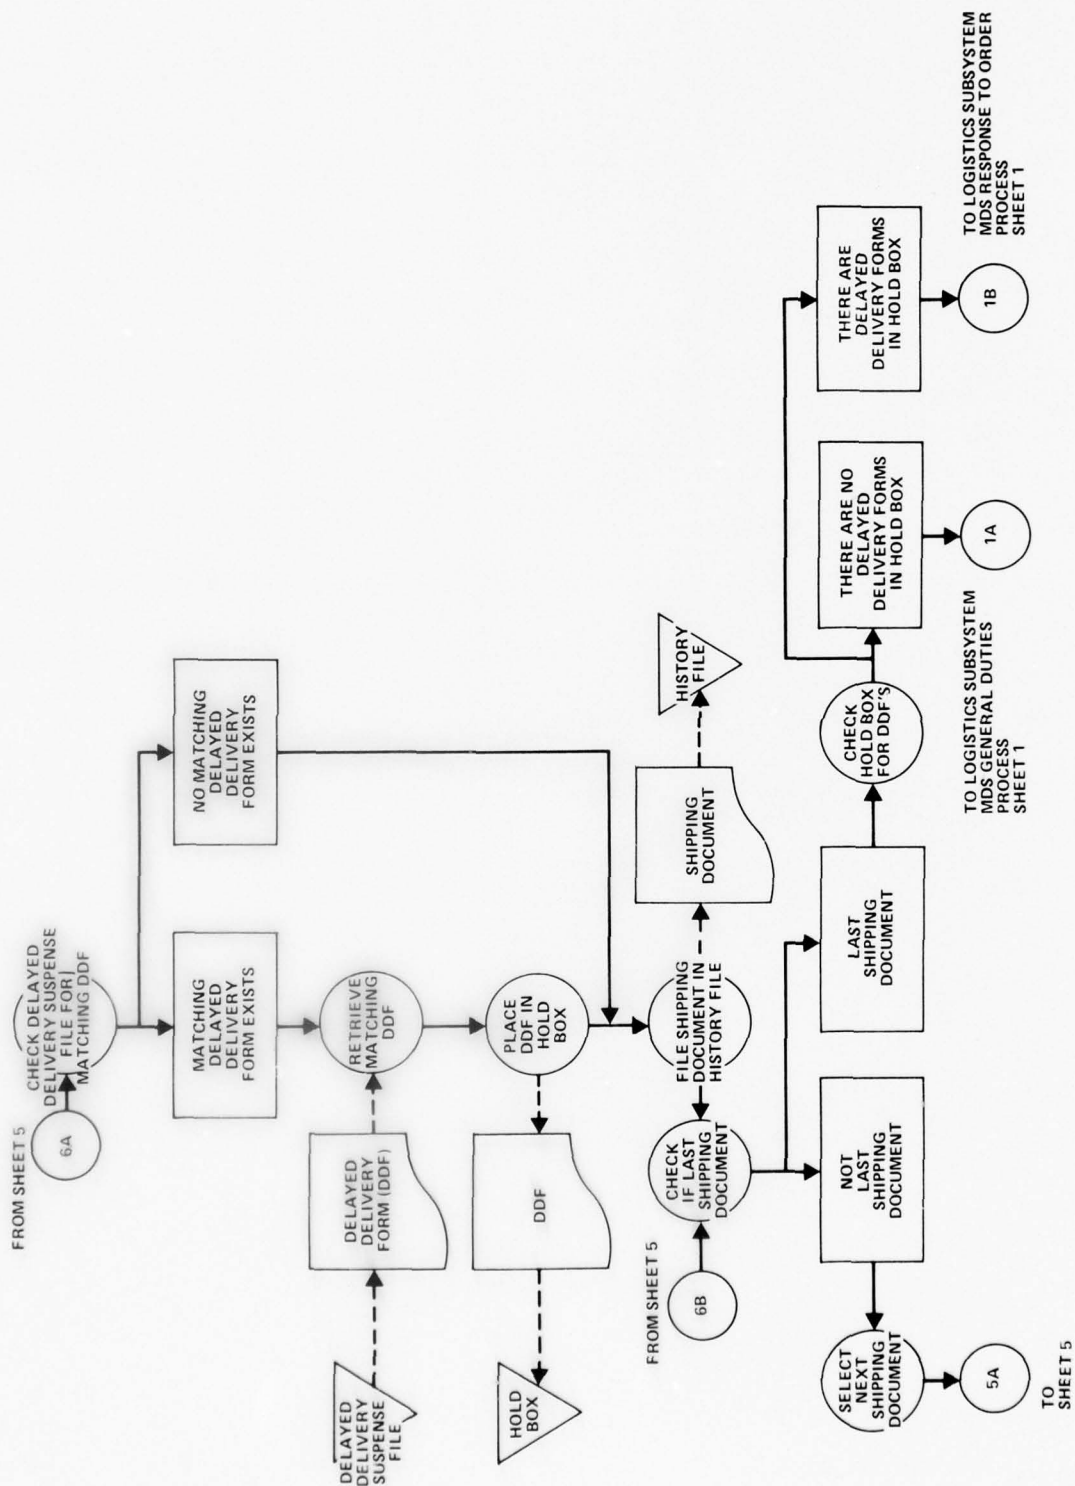 FROM SHEET 5
6A
CHECK DELAYED
DELIVERY SUSPENSE
FILE FOR
MATCHING DDF
MATCHING
DELAYED
DELIVERY
FORM EXISTS
NO MATCHING
DELAYED
DELIVERY
FORM EXISTS
DELAYED
DELIVERY
SUSPENSE
FILE
DELAYED
DELIVERY
FORM (DDF)
RETRIEVE
MATCHING
DDF
HOLD
BOX
DDF
PLACE
DDF IN
HOLD
BOX
FROM SHEET 5
6B
CHECK
IF LAST
SHIPPING
DOCUMENT
FILE SHIPPING
DOCUMENT IN
HISTORY FILE
SHIPPING
DOCUMENT
HISTORY
FILE
SELECT
NEXT
SHIPPING
DOCUMENT
NOT
LAST
SHIPPING
DOCUMENT
LAST
SHIPPING
DOCUMENT
CHECK
HOLD BOX
FOR DDF'S
THERE ARE NO
DELAYED
DELIVERY FORMS
IN HOLD BOX
THERE ARE
DELAYED
DELIVERY FORMS
IN HOLD BOX
5A
TO
SHEET 5
TO LOGISTICS SUBSYSTEM
MDS GENERAL DUTIES
PROCESS
SHEET 1
1A
1B
TO LOGISTICS SUBSYSTEM
MDS RESPONSE TO ORDER
PROCESS
SHEET 1